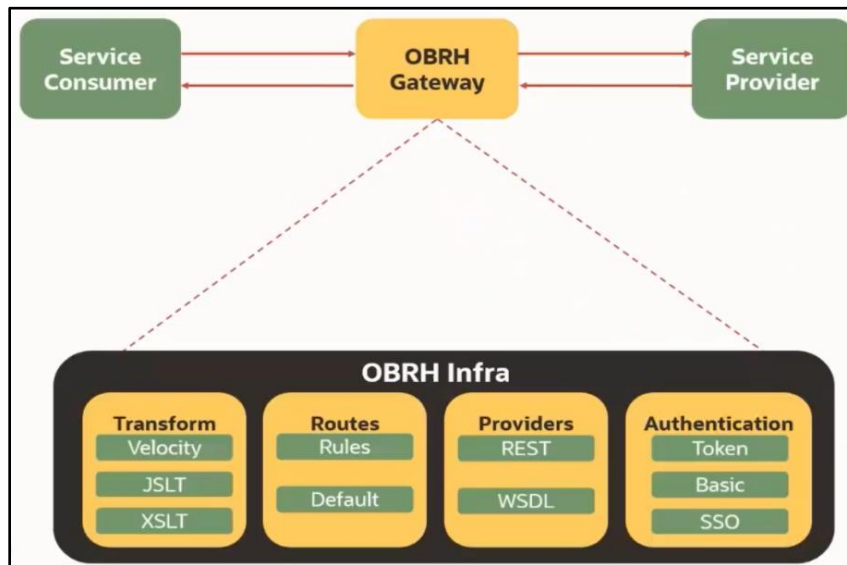 Service
Consumer
OBRH
Gateway
Service
Provider
OBRH Infra
Transform
Velocity
JSLT
XSLT
Routes
Rules
Default
Providers
REST
WSDL
Authentication
Token
Basic
SSO